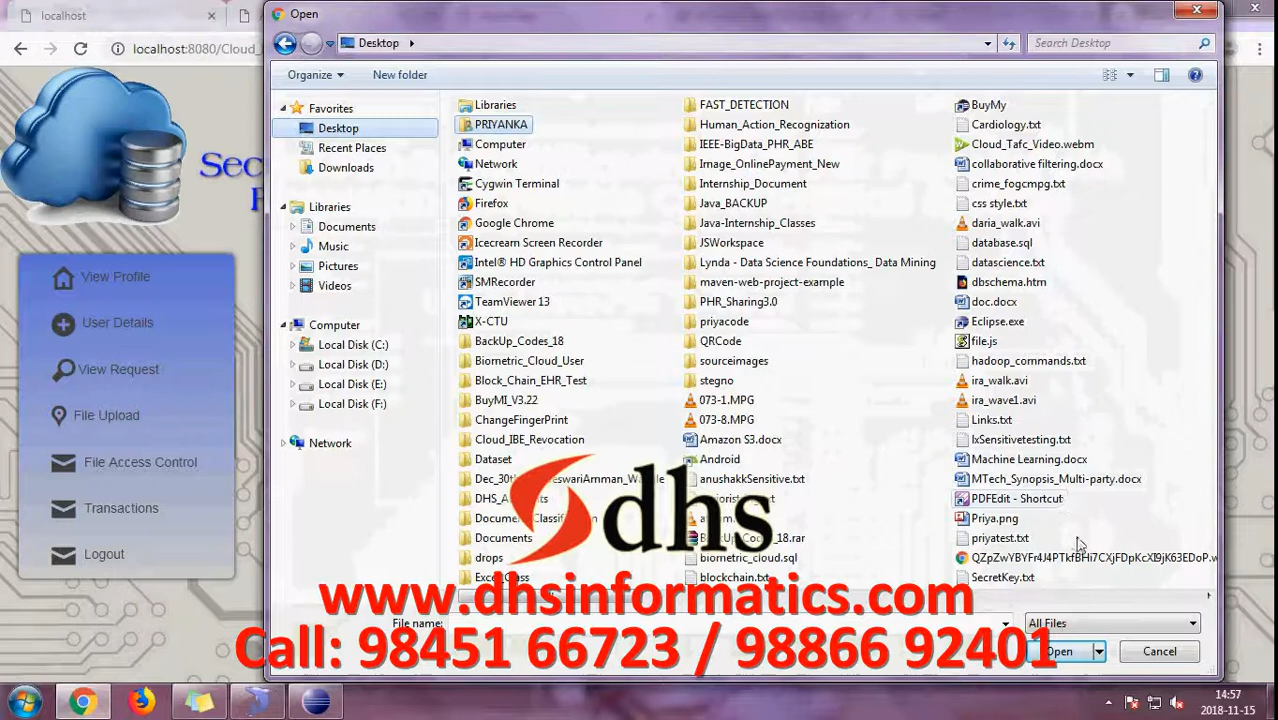 localhost
Open
localhost:8080/Cloud_
Desktop
Search Desktop
Organize
New folder
Sec
View Profile
User Details
View Request
File Upload
File Access Control
Transactions
Logout
Favorites
Desktop
Recent Places
Downloads
Libraries
Documents
Music
Pictures
Videos
Computer
Local Disk (C:)
Local Disk (D:)
Local Disk (E:)
Local Disk (F:)
Network
Libraries
PRIYANKA
Computer
Network
Cygwin Terminal
Firefox
Google Chrome
Icecream Screen Recorder
Intel® HD Graphics Control Panel
SMRecorder
TeamViewer 13
X-CTU
BackUp_Codes_18
Biometric_Cloud_User
Block_Chain_EHR_Test
BuyMI_V3.22
ChangeFingerPrint
Cloud_IBE_Revocation
Dataset
DHS_
Documents
drops
FAST_DETECTION
Human_Action_Recognization
IEEE-BigData_PHR_ABE
Image_OnlinePayment_New
Internship_Document
Java_BACKUP
Java-Internship_Classes
JSWorkspace
Lynda - Data Science Foundations_ Data Mining
maven-web-project-example
PHR_Sharing3.0
priyacode
QRCode
sourceimages
stegno
073-1.MPG
073-8.MPG
Amazon S3.docx
Android
anushakkSensitive.txt
biometric_cloud.sql
blockchain.txt
BuyMy
Cardiology.txt
Cloud_Tafc_Video.webm
collaborative filtering.docx
crime_fogcmpg.txt
css style.txt
daria_walk.avi
database.sql
datascience.txt
dbschema.htm
doc.docx
Eclipse.exe
file.js
hadoop_commands.txt
ira_walk.avi
ira_wave1.avi
Links.txt
lxSensitivetesting.txt
Machine Learning.docx
MTech_Synopsis_Multi-party.docx
PDFEdit - Shortcut
Priya.png
priyatest.txt
SecretKey.txt
dhs
www.dhsinformatics.com
File name:
All Files
Call: 98451 66723 / 98866 92401
Open
Cancel
14:57
2018-11-15